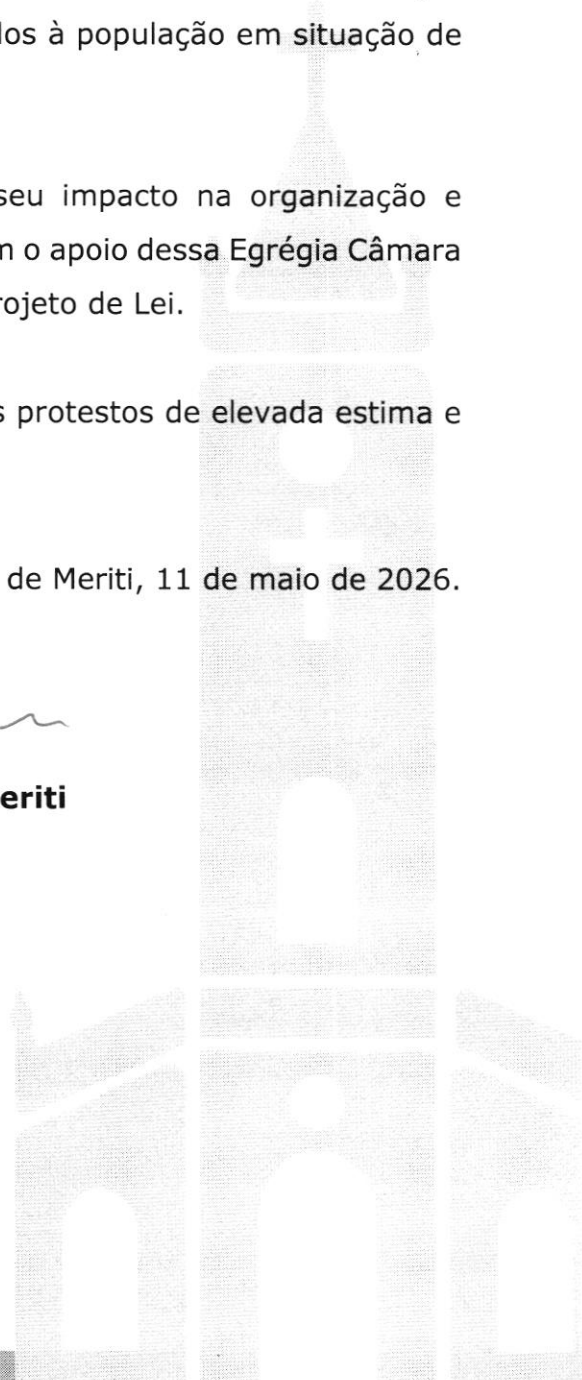 los à população em situação de
seu impacto na organização e
m o apoio dessa Egrégia Câmara
rojeto de Lei.
s protestos de elevada estima e
de Meriti, 11 de maio de 2026.
eriti